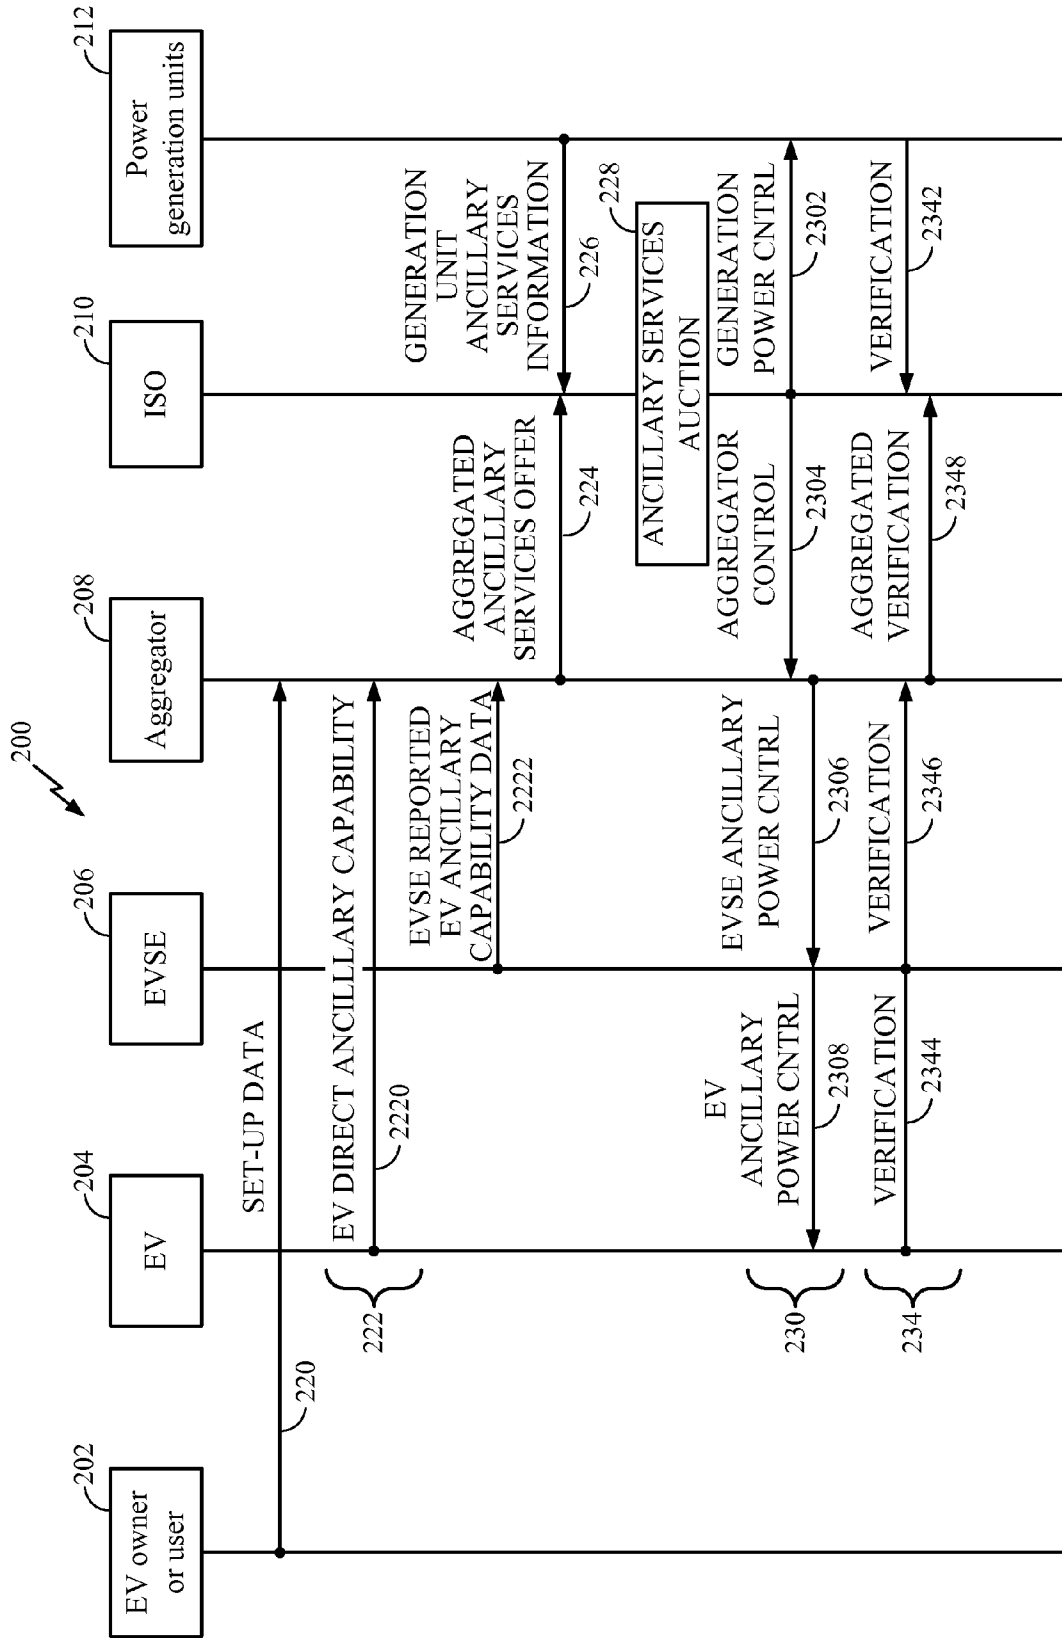 200
202
EV owner
or user
204
EV
206
EVSE
208
Aggregator
210
ISO
212
Power
generation units
SET-UP DATA
220
222
EV DIRECT ANCILLARY CAPABILITY
2220
EVSE REPORTED
EV ANCILLARY
CAPABILITY DATA
2222
AGGREGATED
ANCILLARY
SERVICES OFFER
224
GENERATION
UNIT
ANCILLARY
SERVICES
INFORMATION
226
ANCILLARY SERVICES
AUCTION
228
230
EV
ANCILLARY
POWER CNTRL
2308
EVSE ANCILLARY
POWER CNTRL
2306
AGGREGATOR
CONTROL
2304
GENERATION
POWER CNTRL
2302
234
VERIFICATION
2344
VERIFICATION
2346
AGGREGATED
VERIFICATION
2348
VERIFICATION
2342